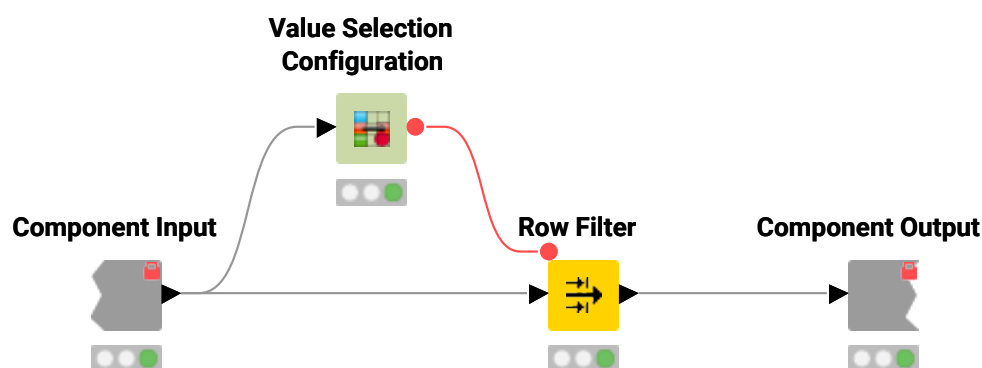 Value Selection
Configuration
Component Input
Row Filter
Component Output